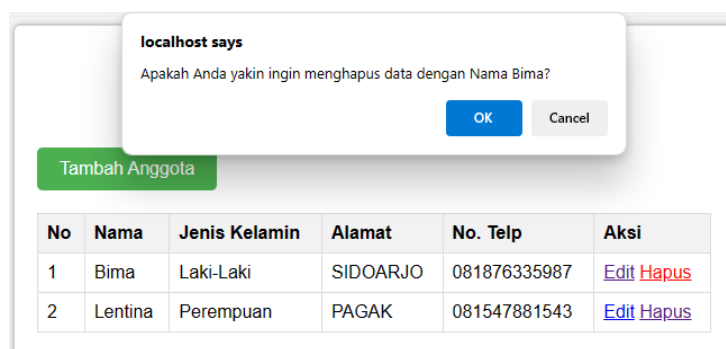 localhost says
Apakah Anda yakin ingin menghapus data dengan Nama Bima?
OK Cancel
Tambah Anggota
No Nama Jenis Kelamin Alamat No. Telp Aksi
1 Bima Laki-Laki SIDOARJO 081876335987 Edit Hapus
2 Lentina Perempuan PAGAK 081547881543 Edit Hapus